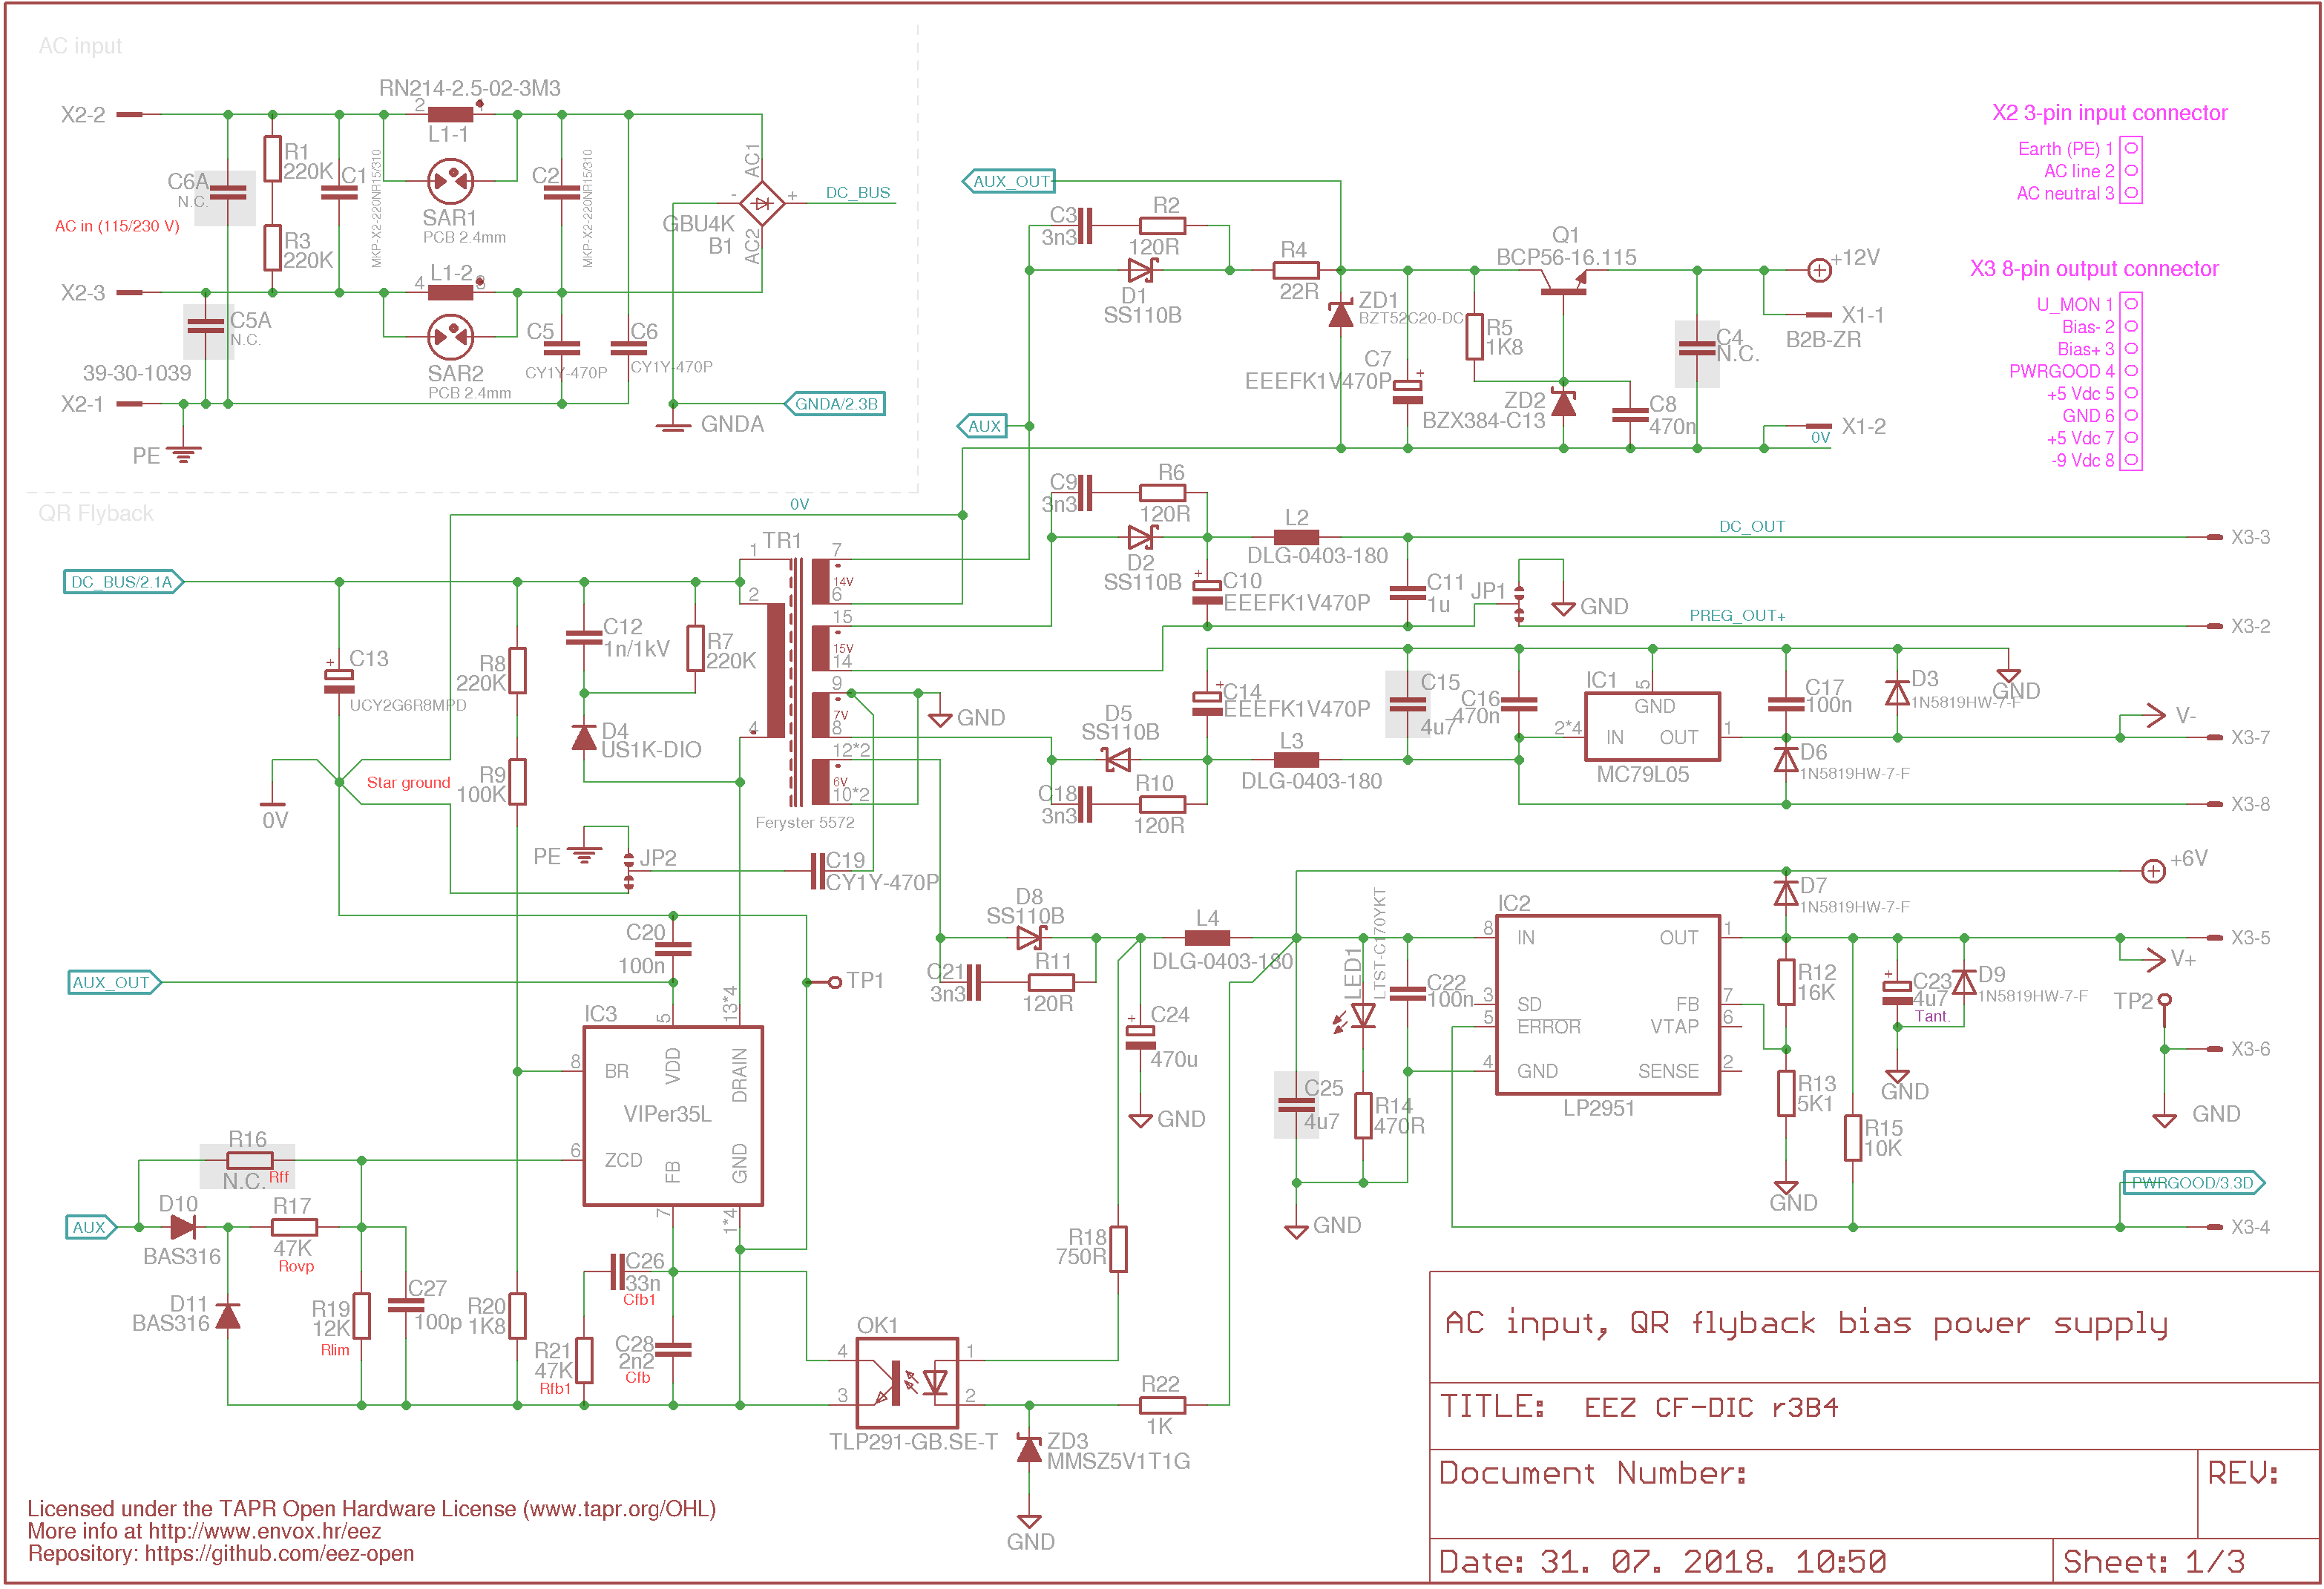 AC input
X2-2
RN214-2.5-02-3M3
2
L1-1
R1
220K
C1
MKP-X2-220NR15/310
C6A
N.C.
SAR1
PCB 2.4mm
C2
MKP-X2-220NR15/310
AC1
-
+
DC_BUS
GBU4K
B1
AC2
AC in (115/230 V)
R3
220K
X2-3
4
L1-2
C5A
N.C.
SAR2
PCB 2.4mm
C5
CY1Y-470P
C6
CY1Y-470P
39-30-1039
X2-1
PE
GNDA/2.3B
GNDA
AUX_OUT
C3
3n3
R2
120R
D1
SS110B
R4
22R
ZD1
BZT52C20-DC
C7
+
EEEFK1V470P
R5
1K8
Q1
BCP56-16.115
ZD2
BZX384-C13
C8
470n
C4
N.C.
+12V
X1-1
B2B-ZR
X1-2
0V
AUX
X2 3-pin input connector
Earth (PE) 1
AC line 2
AC neutral 3
X3 8-pin output connector
U_MON 1
Bias- 2
Bias+ 3
PWRGOOD 4
+5 Vdc 5
GND 6
+5 Vdc 7
-9 Vdc 8
QR Flyback
0V
DC_BUS/2.1A
TR1
1
2
4
7
14V
6
15
15V
14
9
7V
8
12*2
6V
10*2
Feryster 5572
C13
+
UCY2G6R8MPD
R8
220K
C12
1n/1kV
R7
220K
D4
US1K-DIO
R9
100K
Star ground
0V
PE
JP2
C19
CY1Y-470P
GND
C9
3n3
R6
120R
D2
SS110B
L2
DLG-0403-180
+
C10
EEEFK1V470P
C11
1u
JP1
GND
DC_OUT
X3-3
PREG_OUT+
X3-2
+
C14
EEEFK1V470P
C15
4u7
C16
470n
IC1
5
GND
2*4
IN
OUT
1
MC79L05
C17
100n
D3
1N5819HW-7-F
GND
V-
X3-7
D6
1N5819HW-7-F
X3-8
D5
SS110B
L3
DLG-0403-180
C18
3n3
R10
120R
D8
SS110B
C21
3n3
R11
120R
L4
DLG-0403-180
+
C24
470u
GND
LED1
LTST-C170YKT
C22
100n
C25
4u7
R14
470R
GND
IC2
8
IN
OUT
1
3
SD
FB
7
5
ERROR
VTAP
6
4
GND
SENSE
2
LP2951
+6V
D7
1N5819HW-7-F
X3-5
V+
R12
16K
+
C23
4u7
Tant.
D9
1N5819HW-7-F
TP2
X3-6
GND
GND
R13
5K1
GND
R15
10K
PWRGOOD/3.3D
X3-4
C20
100n
AUX_OUT
TP1
IC3
5
13*4
8
BR
VDD
DRAIN
VIPer35L
6
ZCD
FB
GND
7
1*4
R16
N.C.
Rff
AUX
D10
BAS316
R17
47K
Rovp
D11
BAS316
R19
12K
Rlim
C27
100p
R20
1K8
C26
33n
Cfb1
R21
47K
Rfb1
C28
2n2
Cfb
OK1
4
1
3
2
TLP291-GB.SE-T
R18
750R
R22
1K
ZD3
MMSZ5V1T1G
GND
AC input, QR flyback bias power supply
TITLE: EEZ CF-DIC r3B4
Document Number:
REV:
Date: 31. 07. 2018. 10:50
Sheet: 1/3
Licensed under the TAPR Open Hardware License (www.tapr.org/OHL)
More info at http://www.envox.hr/eez
Repository: https://github.com/eez-open